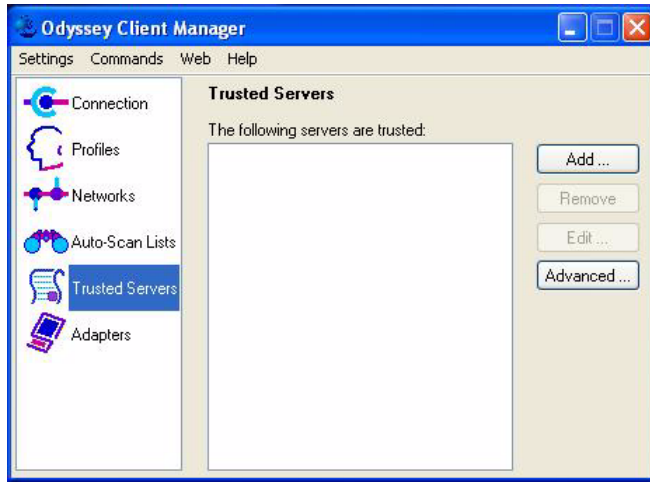 Odyssey Client Manager
Settings Commands Web Help
Connection
Profiles
Networks
Auto-Scan Lists
Trusted Servers
Adapters
Trusted Servers
The following servers are trusted:
Add ...
Remove
Edit ...
Advanced ...